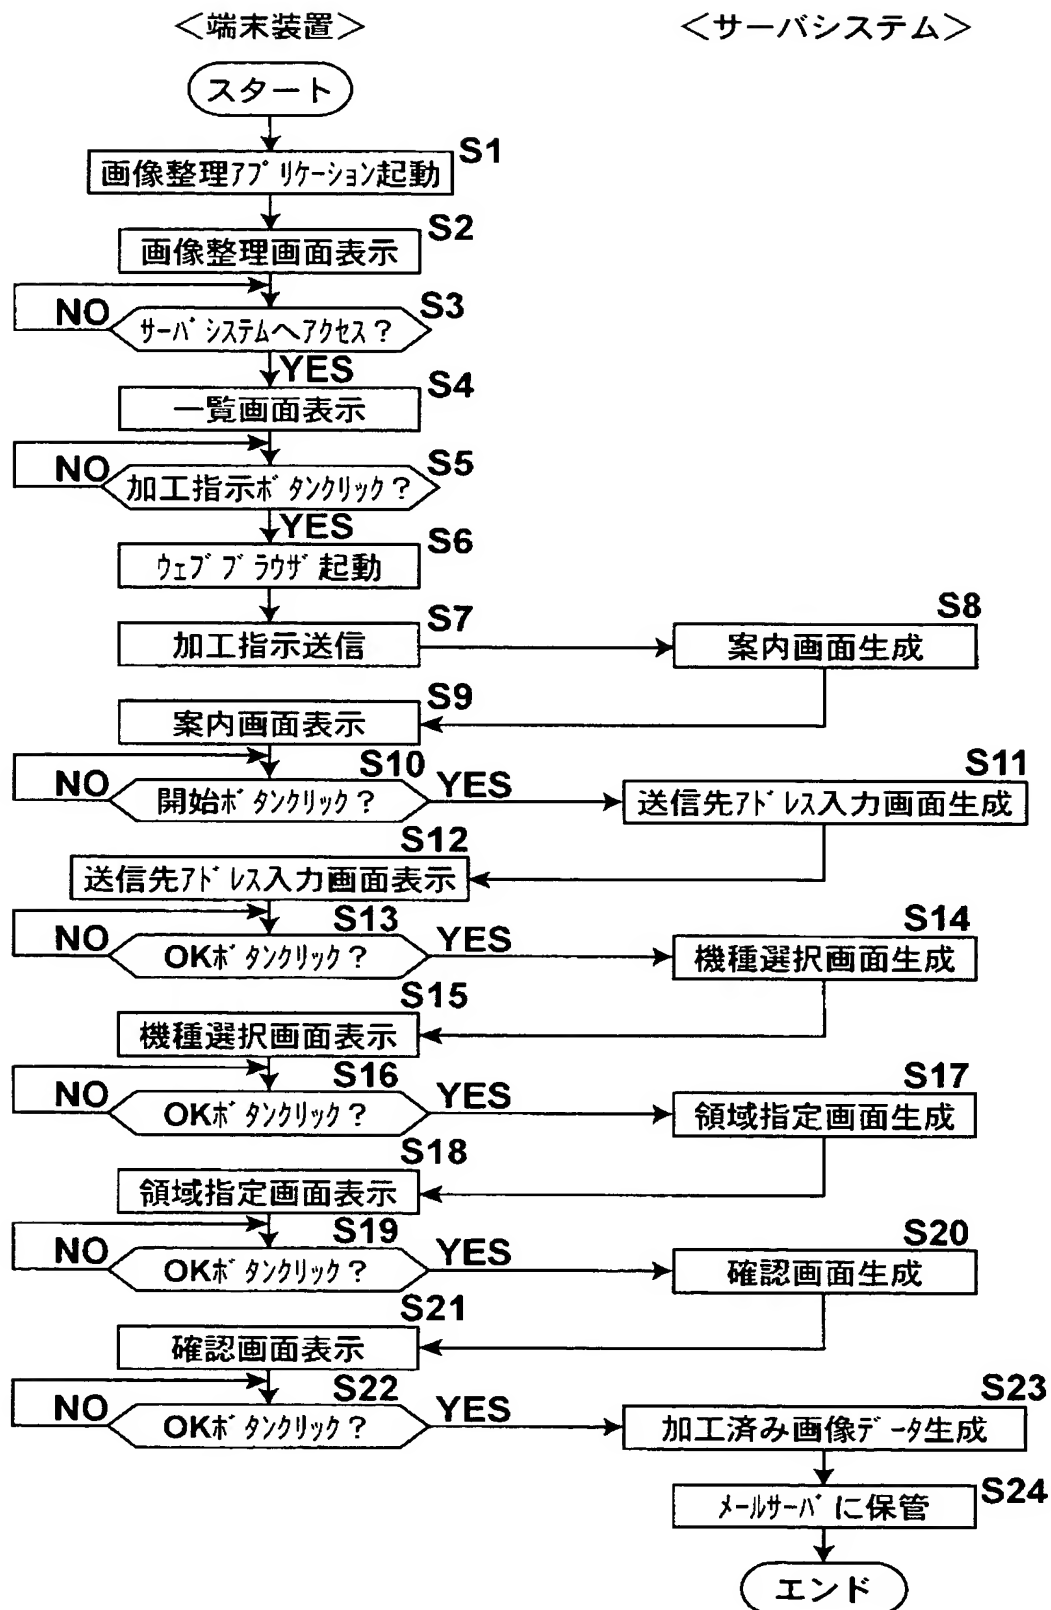 ＜端末装置＞ ＜サーバシステム＞
スタート
S1
画像整理ｱﾌﾟﾘｹｰｼｮﾝ起動
S2
画像整理画面表示
S3
NO ｻｰﾊﾞｼｽﾃﾑへｱｸｾｽ？
YES
S4
一覧画面表示
S5
NO 加工指示ﾎﾞﾀﾝｸﾘｯｸ？
YES
S6
ｳｪﾌﾞﾌﾞﾗｳｻﾞ起動
S7 S8
加工指示送信 案内画面生成
S9
案内画面表示
S10 S11
NO 開始ﾎﾞﾀﾝｸﾘｯｸ？ YES 送信先ｱﾄﾞﾚｽ入力画面生成
S12
送信先ｱﾄﾞﾚｽ入力画面表示
S13 S14
NO OKﾎﾞﾀﾝｸﾘｯｸ？ YES 機種選択画面生成
S15
機種選択画面表示
S16 S17
NO OKﾎﾞﾀﾝｸﾘｯｸ？ YES 領域指定画面生成
S18
領域指定画面表示
S19 S20
NO OKﾎﾞﾀﾝｸﾘｯｸ？ YES 確認画面生成
S21
確認画面表示
S22 S23
NO OKﾎﾞﾀﾝｸﾘｯｸ？ YES 加工済み画像ﾃﾞｰﾀ生成
S24
ﾒｰﾙｻｰﾊﾞに保管
エンド